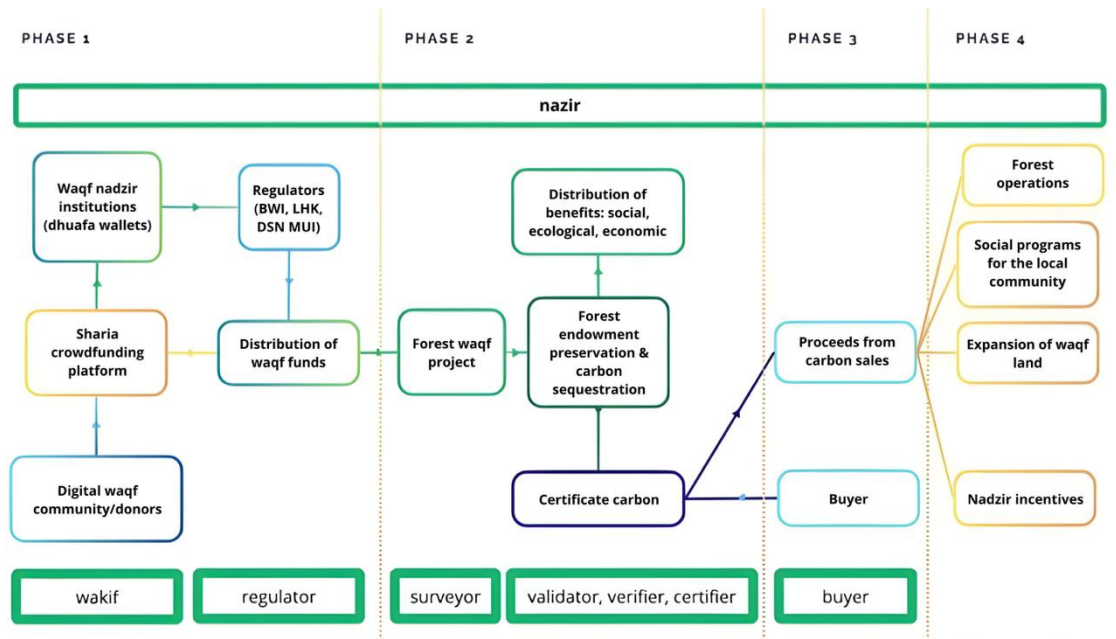 PHASE 1
PHASE 2
PHASE 3
PHASE 4
nazir
Waqf nadzir
institutions
(dhuafa wallets)
Regulators
(BWI, LHK,
DSN MUI)
Distribution of
benefits: social,
ecological, economic
Forest
operations
Social programs
for the local
community
Sharia
crowdfunding
platform
Distribution of
waqf funds
Forest waqf
project
Forest
endowment
preservation &
carbon
sequestration
Proceeds from
carbon sales
Expansion of waqf
land
Digital waqf
community/donors
Certificate carbon
Buyer
Nadzir incentives
wakif
regulator
surveyor
validator, verifier, certifier
buyer